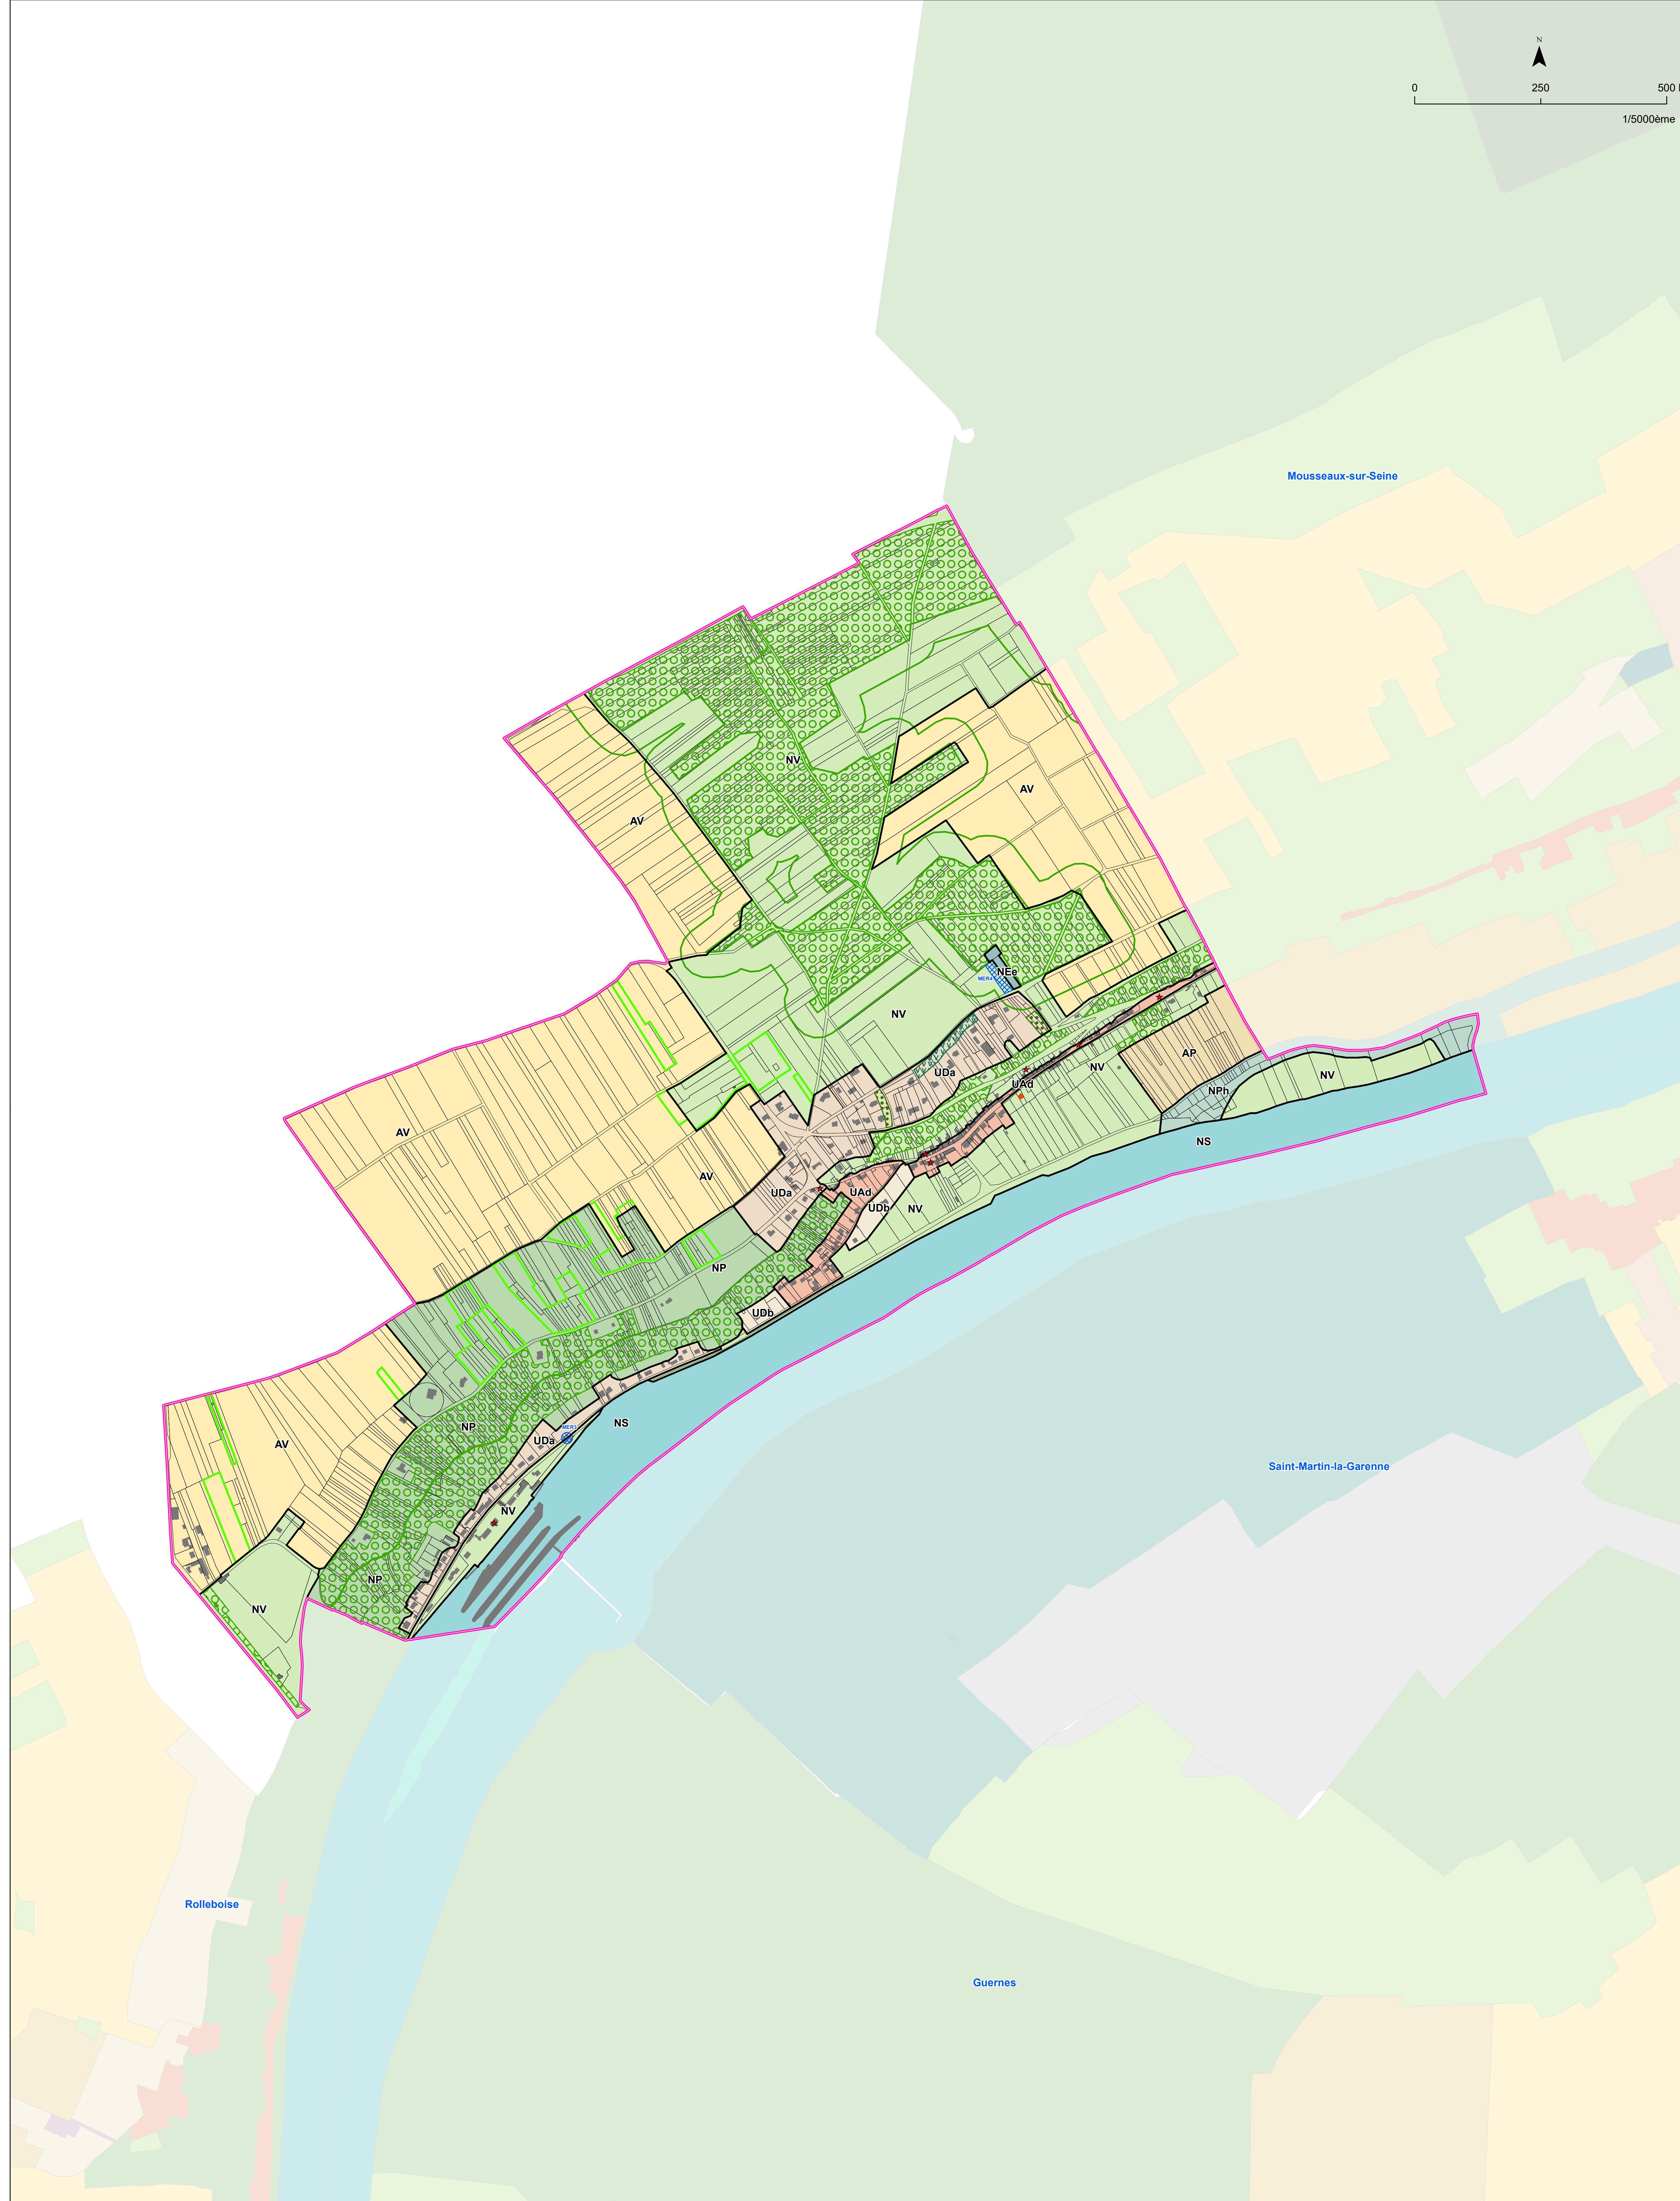 N
0 250 500
1/5000ème
Mousseaux-sur-Seine
NV
AV
AV
NEe
MER4
NV
AP
UDa
NV
NV
UAd
NPh
AV
NS
AV
UDa
UAd
UDb
NV
NP
UDb
NS
NP
MER3
UDa
AV
Saint-Martin-la-Garenne
NV
NP
NV
Rolleboise
Guernes